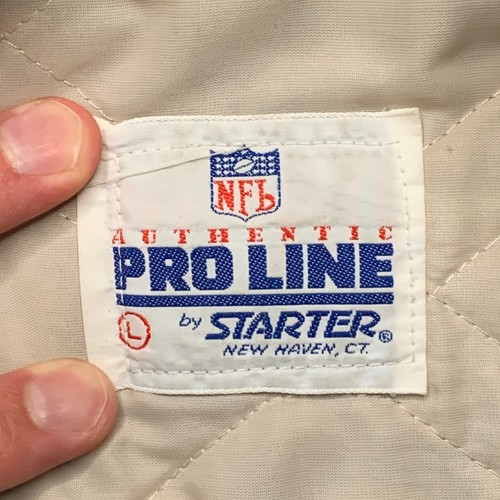 NFL
AUTHENTIC
PRO LINE
L by STARTER®
NEW HAVEN, CT.